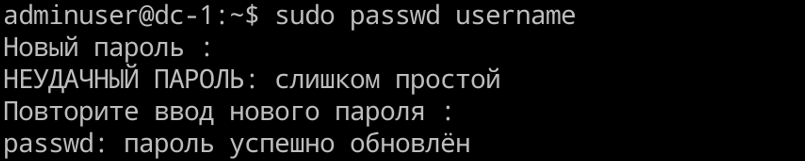 adminuser@dc-1:~$ sudo passwd username
Новый пароль :
НЕУДАЧНЫЙ ПАРОЛЬ: слишком простой
Повторите ввод нового пароля :
passwd: пароль успешно обновлён